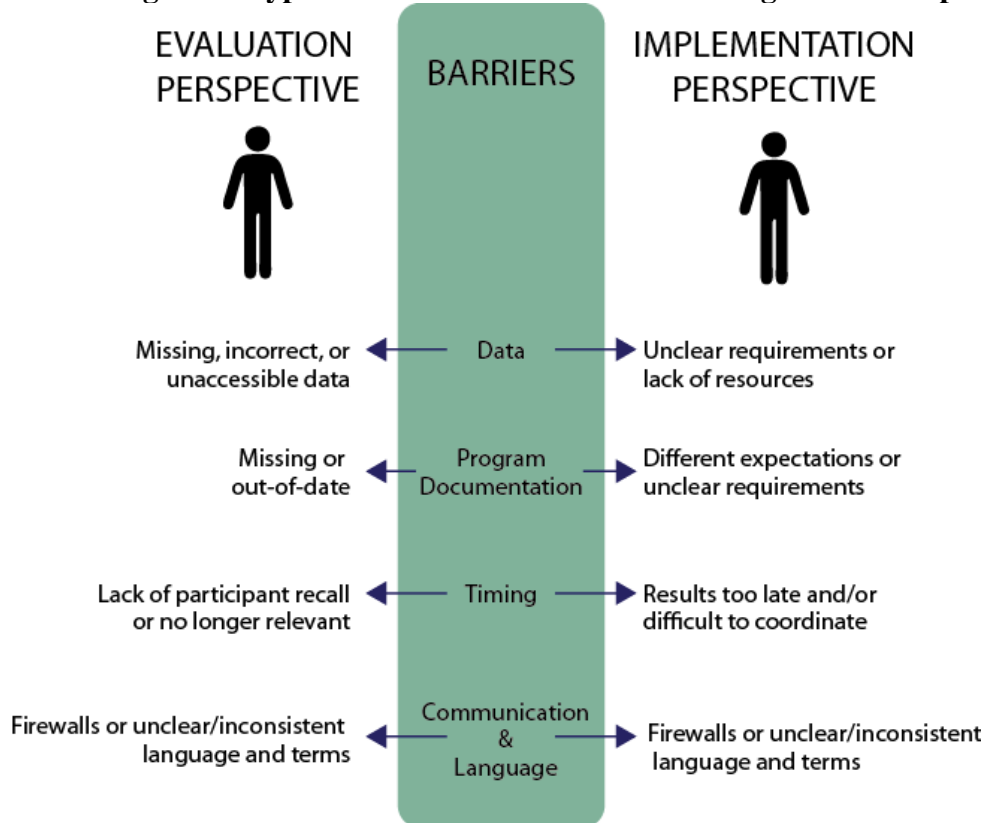 EVALUATION
PERSPECTIVE
BARRIERS
IMPLEMENTATION
PERSPECTIVE
Missing, incorrect, or
unaccessible data
Data
Unclear requirements or
lack of resources
Missing or
out-of-date
Program
Documentation
Different expectations or
unclear requirements
Lack of participant recall
or no longer relevant
Timing
Results too late and/or
difficult to coordinate
Firewalls or unclear/inconsistent
language and terms
Communication
&
Language
Firewalls or unclear/inconsistent
language and terms